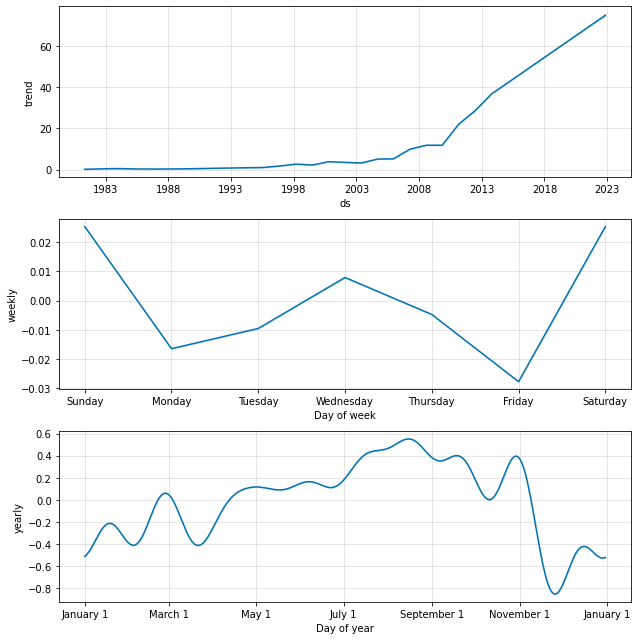 trend
60
40
20
0
1983 1988 1993 1998 2003 2008 2013 2018 2023
ds
weekly
0.02
0.01
0.00
−0.01
−0.02
−0.03
Sunday Monday Tuesday Wednesday Thursday Friday Saturday
Day of week
yearly
0.6
0.4
0.2
0.0
−0.2
−0.4
−0.6
−0.8
January 1 March 1 May 1 July 1 September 1 November 1 January 1
Day of year